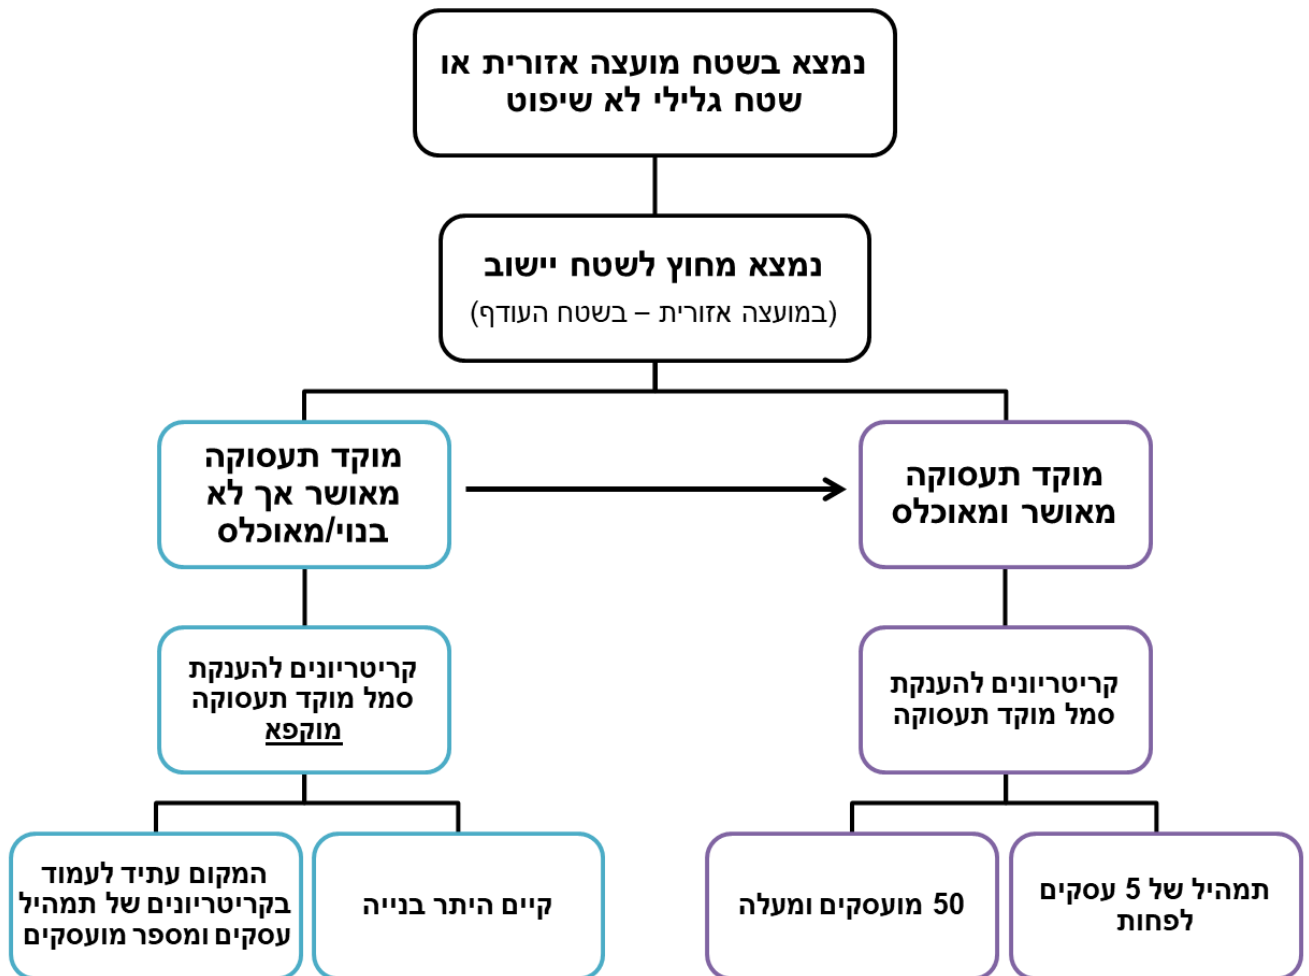 נמצא בשטח מועצה אזורית או
שטח גלילי לא שיפוט
נמצא מחוץ לשטח יישוב
(במועצה אזורית – בשטח העודף)
מוקד תעסוקה
מאושר ומאוכלס
מוקד תעסוקה
מאושר אך לא
בנוי/מאוכלס
קריטריונים להענקת
סמל מוקד תעסוקה
קריטריונים להענקת
סמל מוקד תעסוקה
מוקפא
תמהיל של 5 עסקים
לפחות
50 מועסקים ומעלה
קיים היתר בנייה
המקום עתיד לעמוד
בקריטריונים של תמהיל
עסקים ומספר מועסקים